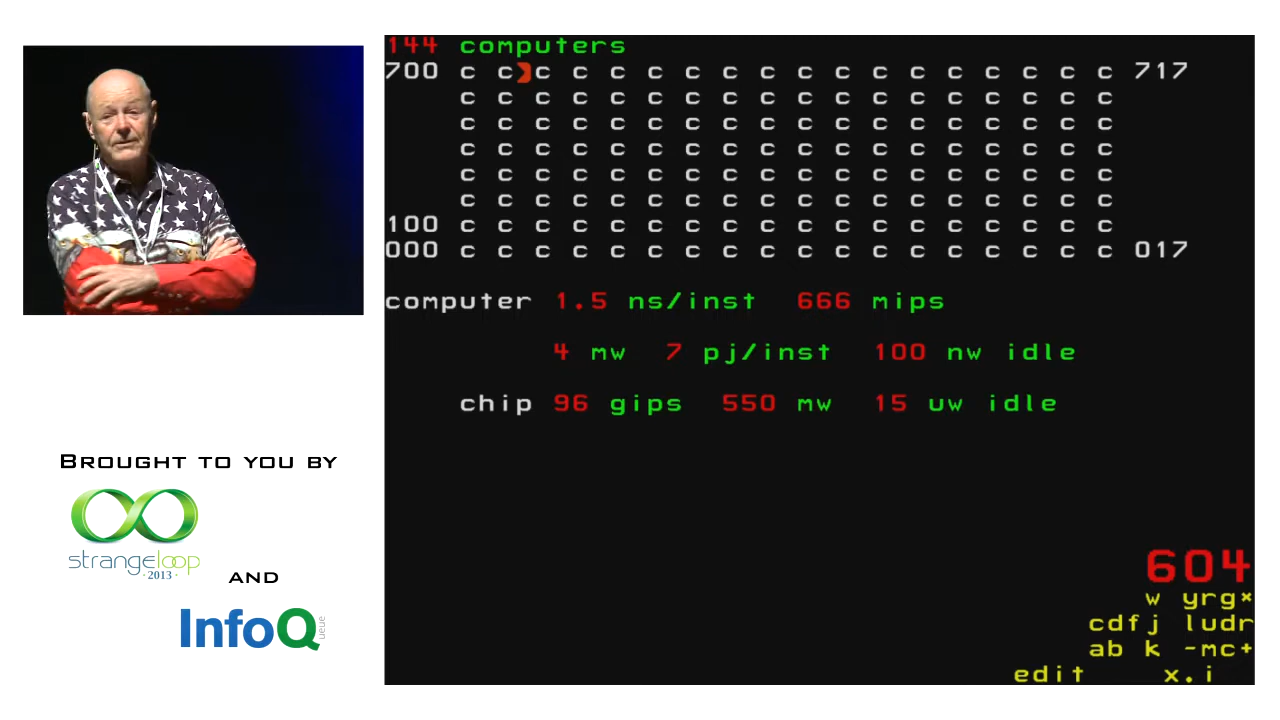 144 computers
700 c c c c c c c c c c c c c c c c c c 717
c c c c c c c c c c c c c c c c c c
c c c c c c c c c c c c c c c c c c
c c c c c c c c c c c c c c c c c c
c c c c c c c c c c c c c c c c c c
c c c c c c c c c c c c c c c c c c
100 c c c c c c c c c c c c c c c c c c
000 c c c c c c c c c c c c c c c c c c 017
computer 1.5 ns/inst 666 mips
4 mw 7 pj/inst 100 nw idle
chip 96 gips 550 mw 15 uw idle
604
w yrg*
cdfj ludr
ab k -mc+
edit x.i
BROUGHT TO YOU BY
strangeloop
·2013·
AND
InfoQ
ueue